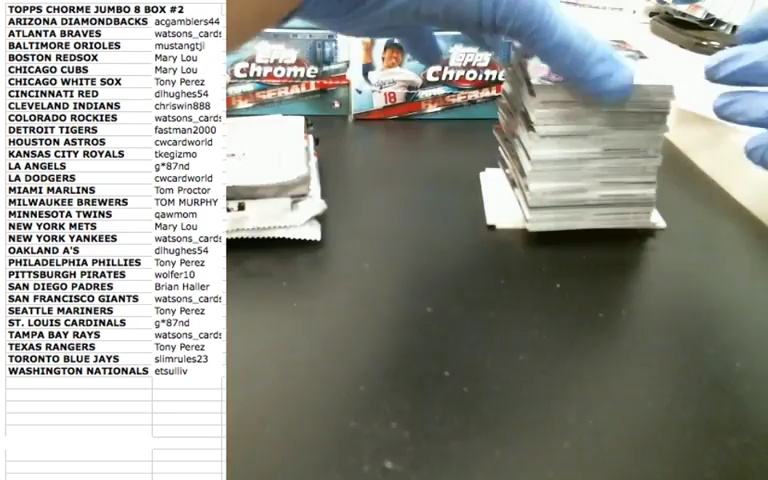 TOPPS CHORME JUMBO 8 BOX #2
ARIZONA DIAMONDBACKS acgamblers44
ATLANTA BRAVES watsons_cards
BALTIMORE ORIOLES mustangtji
BOSTON REDSOX Mary Lou
CHICAGO CUBS Mary Lou
CHICAGO WHITE SOX Tony Perez
CINCINNATI RED dlhughes54
CLEVELAND INDIANS chriswin888
COLORADO ROCKIES watsons_cards
DETROIT TIGERS fastman2000
HOUSTON ASTROS cwcardworld
KANSAS CITY ROYALS tkegizmo
LA ANGELS g*87nd
LA DODGERS cwcardworld
MIAMI MARLINS Tom Proctor
MILWAUKEE BREWERS TOM MURPHY
MINNESOTA TWINS qawmom
NEW YORK METS Mary Lou
NEW YORK YANKEES watsons_cards
OAKLAND A'S dlhughes54
PHILADELPHIA PHILLIES Tony Perez
PITTSBURGH PIRATES wolfer10
SAN DIEGO PADRES Brian Haller
SAN FRANCISCO GIANTS watsons_cards
SEATTLE MARINERS Tony Perez
ST. LOUIS CARDINALS g*87nd
TAMPA BAY RAYS watsons_cards
TEXAS RANGERS Tony Perez
TORONTO BLUE JAYS slimrules23
WASHINGTON NATIONALS etsulliv
Topps
Chrome
BASEBALL
18
Topps
Chrome
BASEBALL